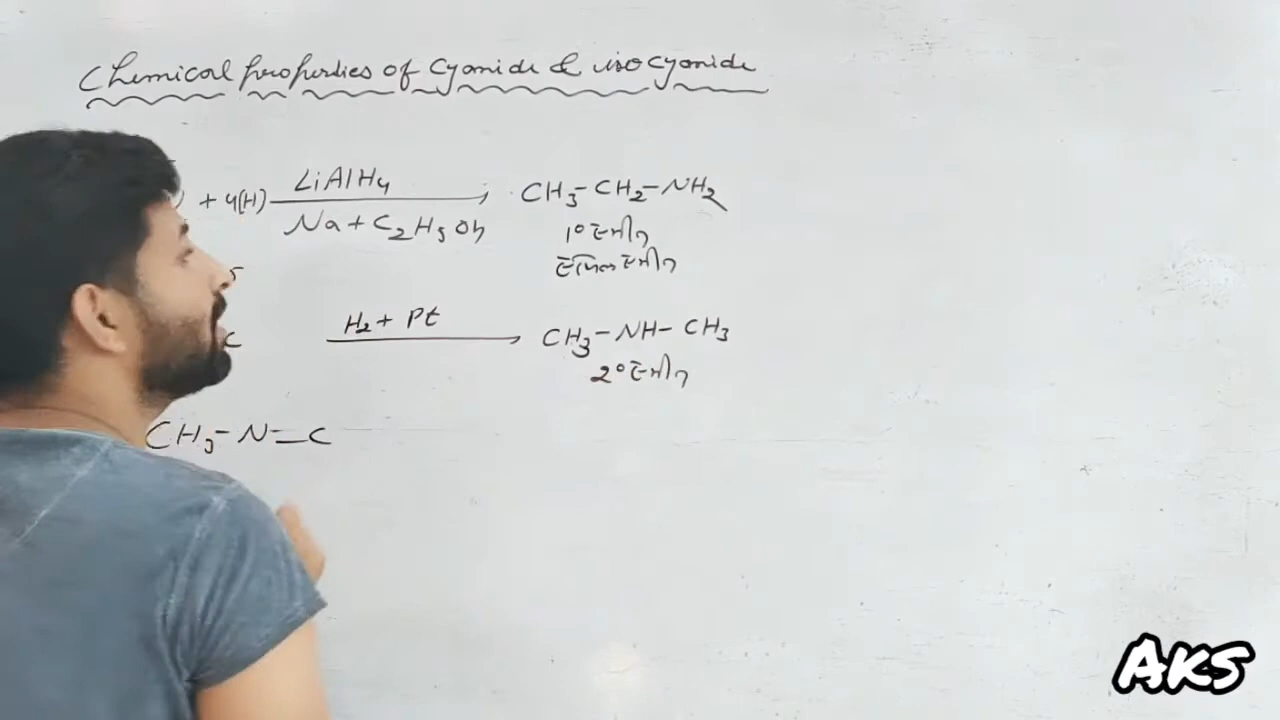 Chemical properties of cyanide & isocyanide
+ 4[H] LiAlH4 CH3-CH2-NH2
Na + C2H5OH
1° एमीन
एथिल एमीन
H2 + Pt CH3-NH-CH3
C
2° एमीन
CH3-N=C
AKS